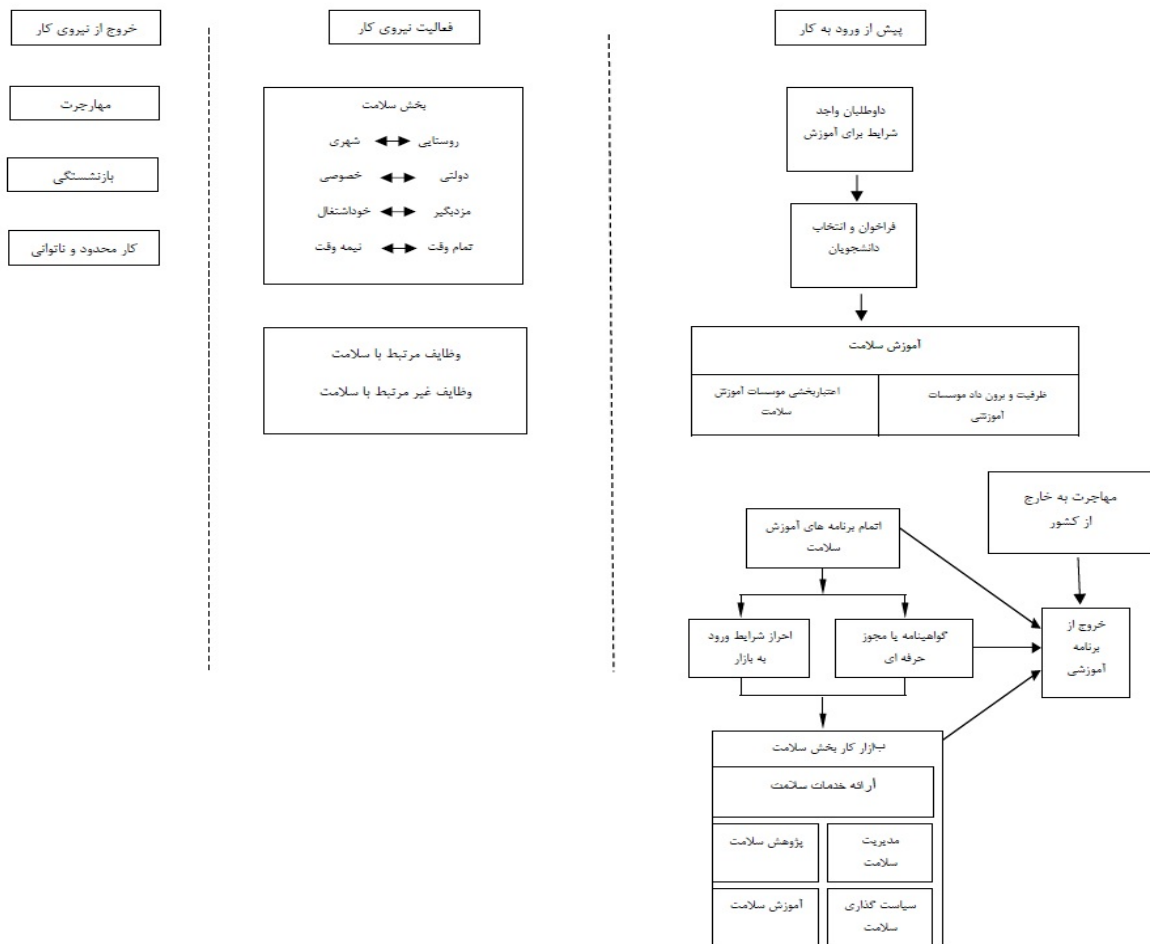 پیش از ورود به کار
داوطلبان واجد
شرایط برای آموزش
فراخوان و انتخاب
دانشجویان
آموزش سلامت
ظرفیت و برون داد موسسات
آموزشی
اعتباربخشی موسسات آموزش
سلامت
مهاجرت به خارج
از کشور
اتمام برنامه های آموزش
سلامت
خروج از
برنامه
آموزشی
گواهینامه یا مجوز
حرفه ای
احراز شرایط ورود
به بازار
بازار کار بخش سلامت
أرائه خدمات سلامت
مدیریت
سلامت
پژوهش سلامت
سیاست گذاری
سلامت
آموزش سلامت
فعالیت نیروی کار
بخش سلامت
روستایی شهری
دولتی خصوصی
مزدبگیر خوداشتغال
تمام وقت نیمه وقت
وظایف مرتبط با سلامت
وظایف غیر مرتبط با سلامت
خروج از نیروی کار
مهارجرت
بازنشستگی
کار محدود و ناتوانی